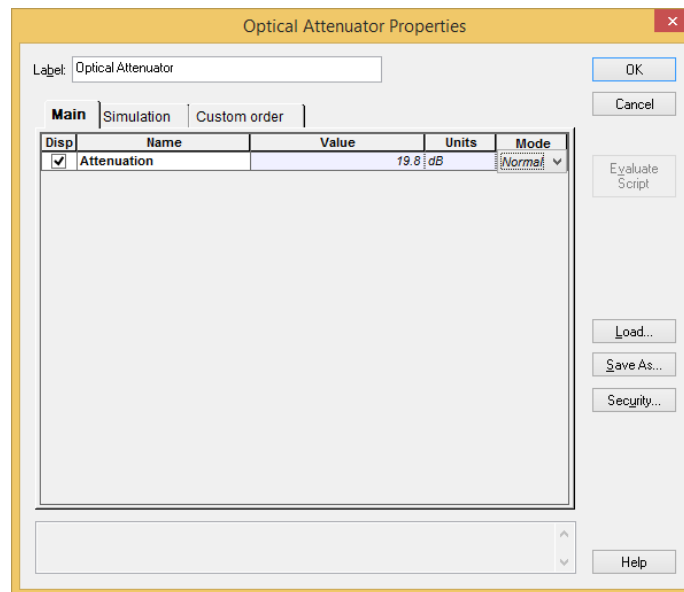 Optical Attenuator Properties
Label: Optical Attenuator
OK
Cancel
Main Simulation Custom order
Disp Name Value Units Mode
Attenuation 19.8 dB Normal
Evaluate
Script
Load...
Save As...
Security...
Help